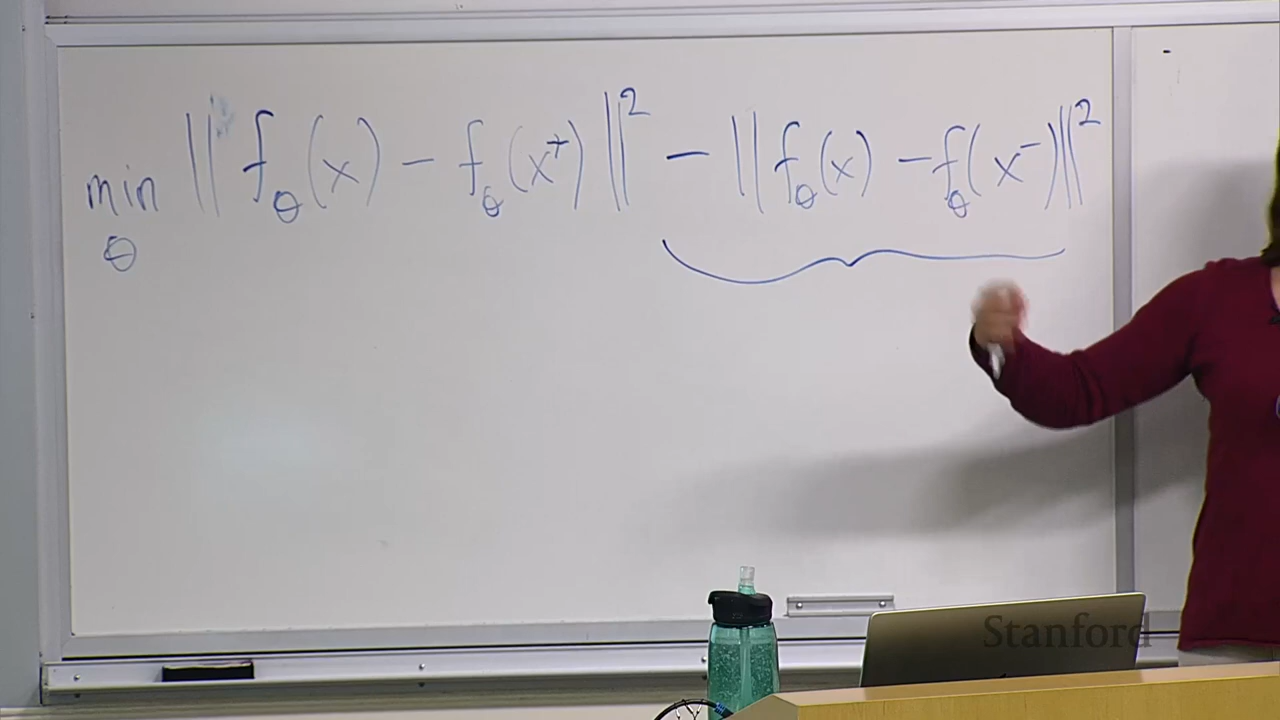 min ‖ f_θ(x) − f_θ(x⁺) ‖² − ‖f_θ(x) − f_θ(x⁻)‖²
θ
Stanford